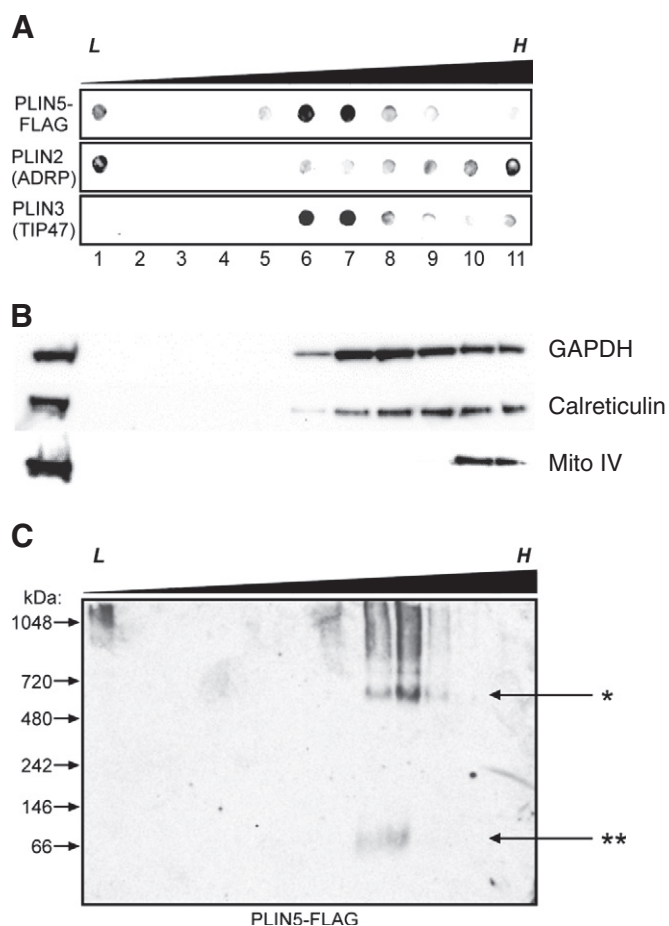 A
L H
PLIN5-
FLAG
PLIN2
(ADRP)
PLIN3
(TIP47)
1 2 3 4 5 6 7 8 9 10 11
B
GAPDH
Calreticulin
Mito IV
C
L H
kDa:
1048
720
480
242
146
66
*
**
PLIN5-FLAG